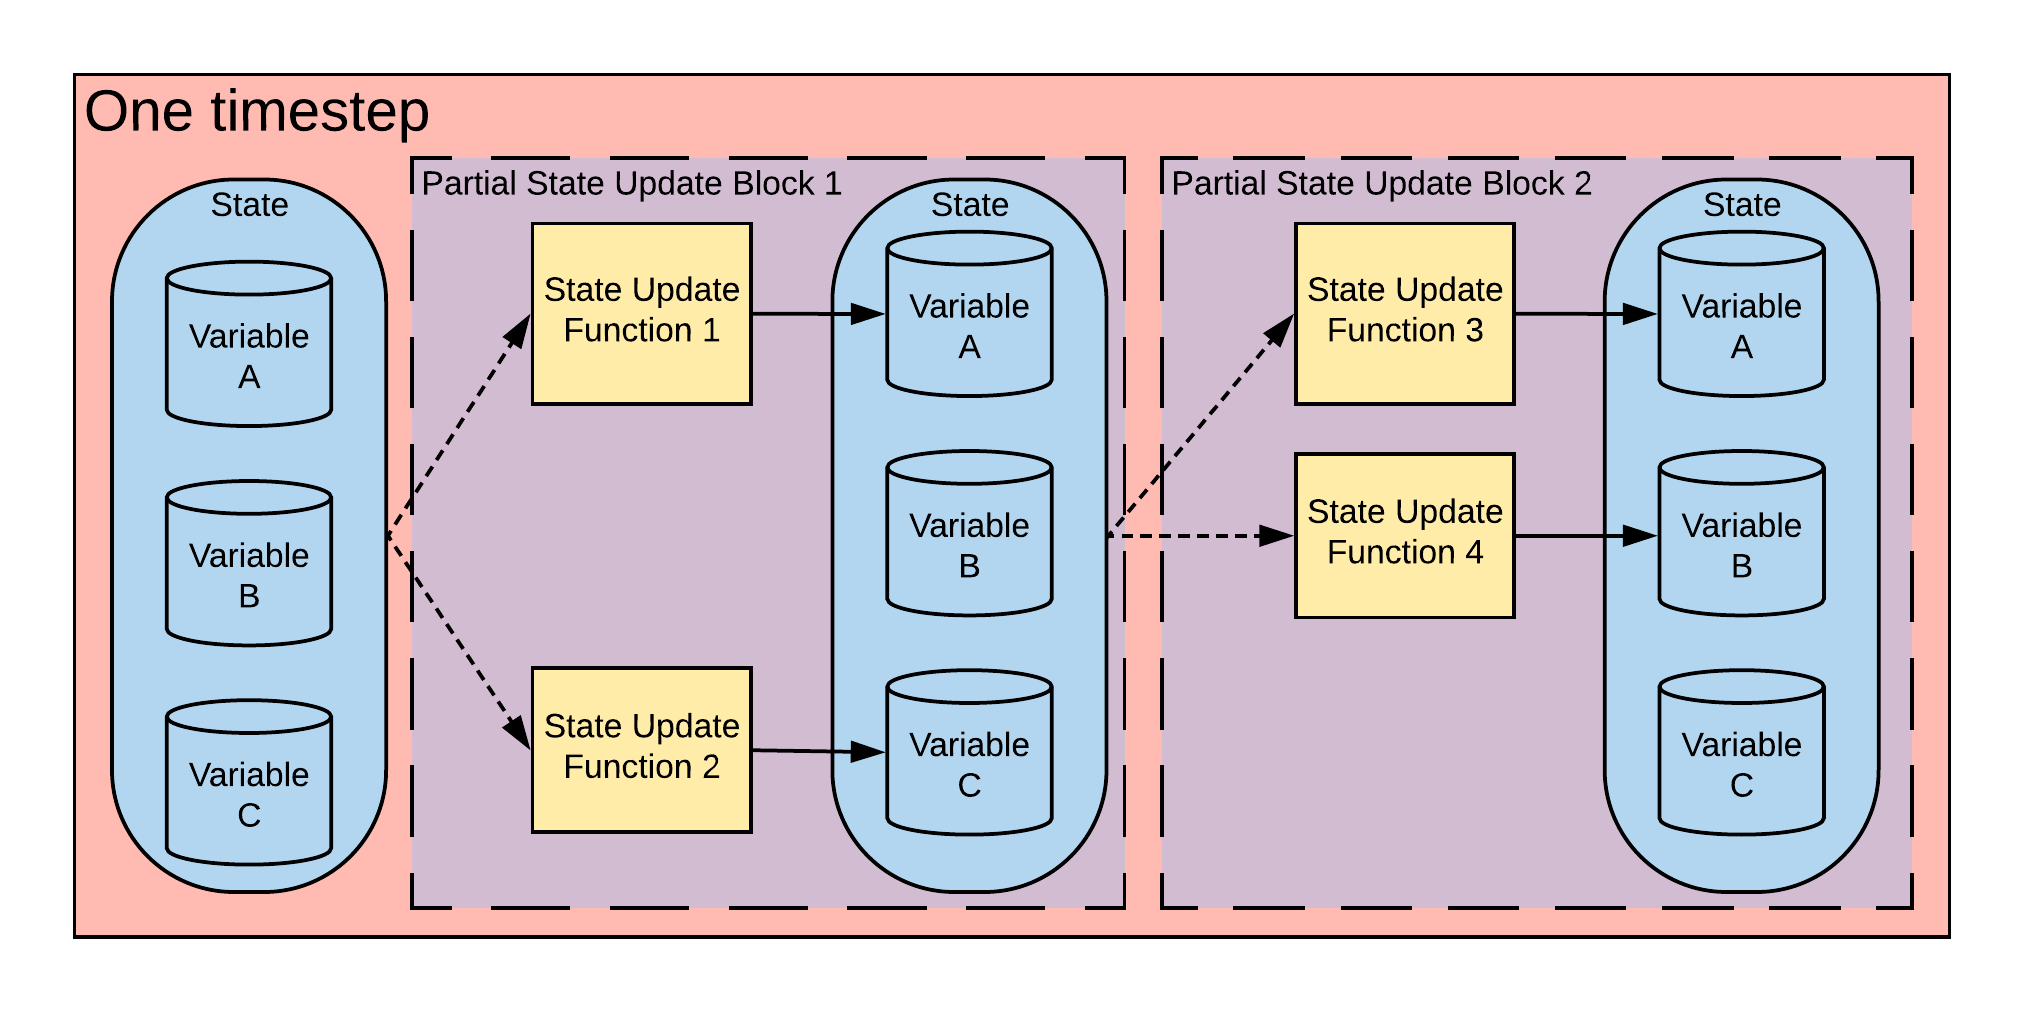 One timestep
State
Variable
A
Variable
B
Variable
C
Partial State Update Block 1
State Update
Function 1
State Update
Function 2
State
Variable
A
Variable
B
Variable
C
Partial State Update Block 2
State Update
Function 3
State Update
Function 4
State
Variable
A
Variable
B
Variable
C